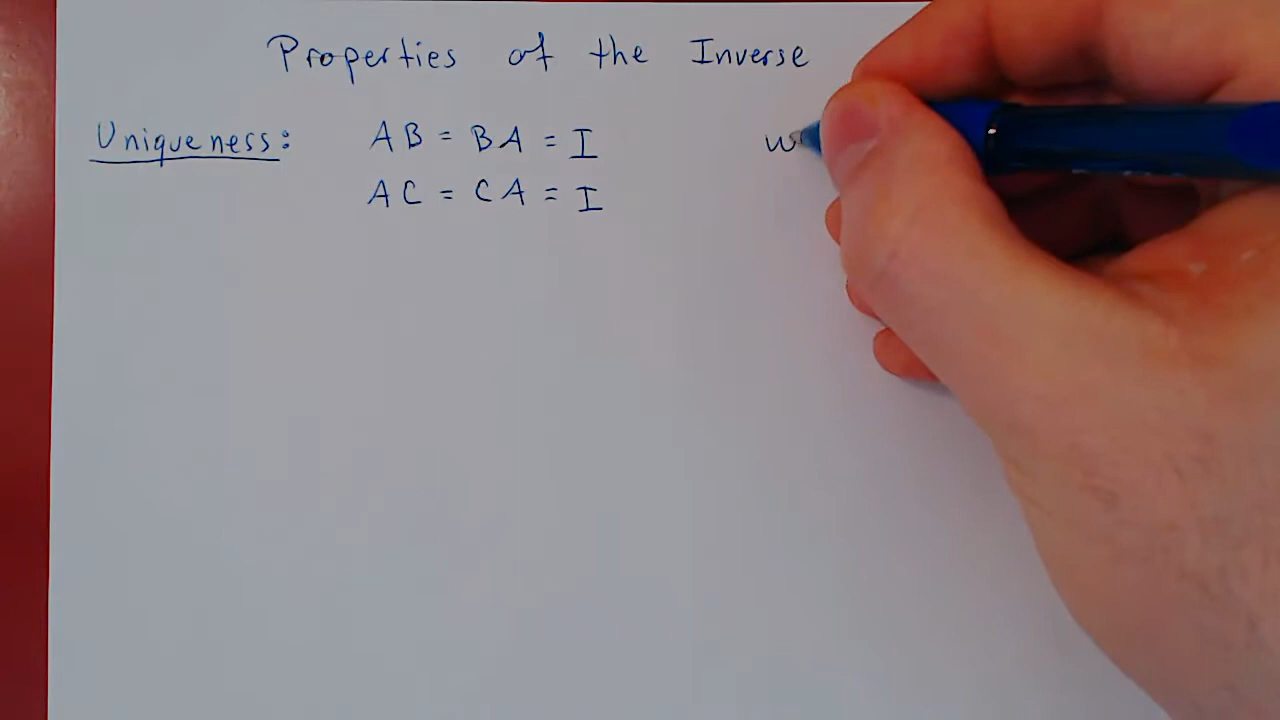 Properties of the Inverse
Uniqueness: AB = BA = I
AC = CA = I